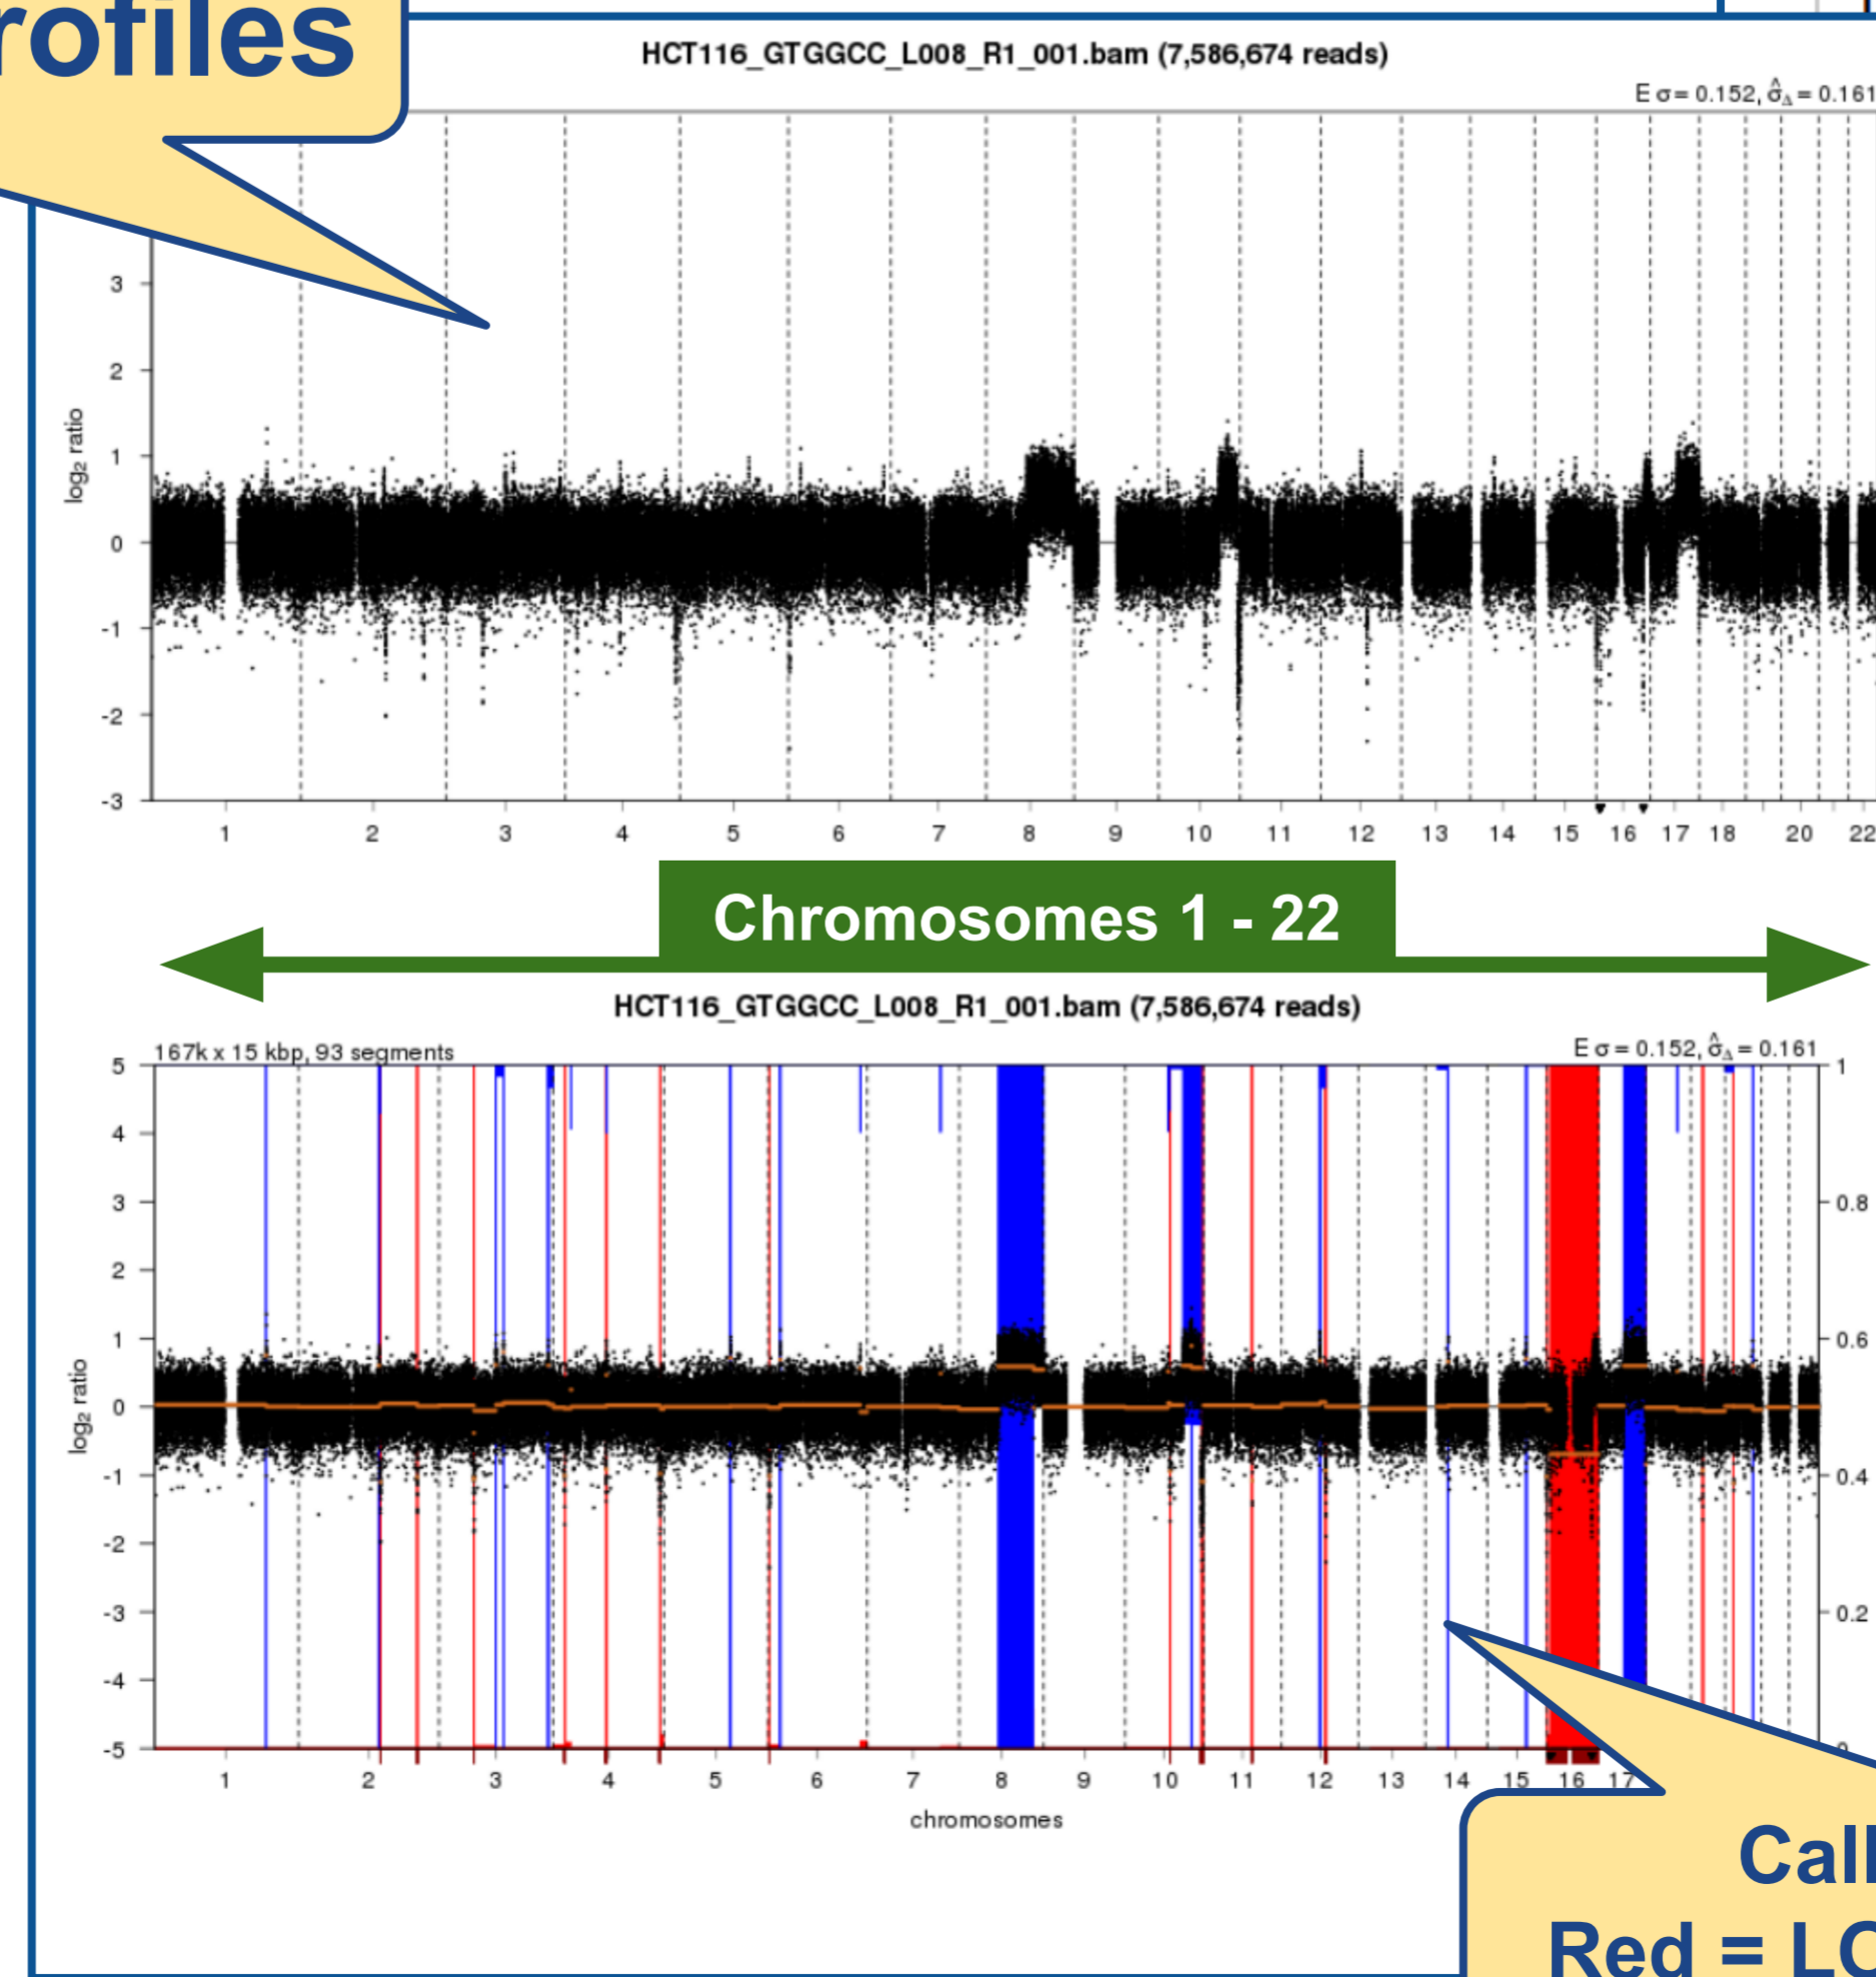 rofiles
HCT116_GTGGCC_L008_R1_001.bam (7,586,674 reads)
E σ = 0.152, σ̂Δ = 0.161
3
2
1
0
-1
-2
-3
log2 ratio
1 2 3 4 5 6 7 8 9 10 11 12 13 14 15 16 17 18 20 22
Chromosomes 1 - 22
HCT116_GTGGCC_L008_R1_001.bam (7,586,674 reads)
167k x 15 kbp, 93 segments
E σ = 0.152, σ̂Δ = 0.161
5
4
3
2
1
0
-1
-2
-3
-4
-5
log2 ratio
1
0.8
0.6
0.4
0.2
1 2 3 4 5 6 7 8 9 10 11 12 13 14 15 16 17
chromosomes
Call
Red = LO